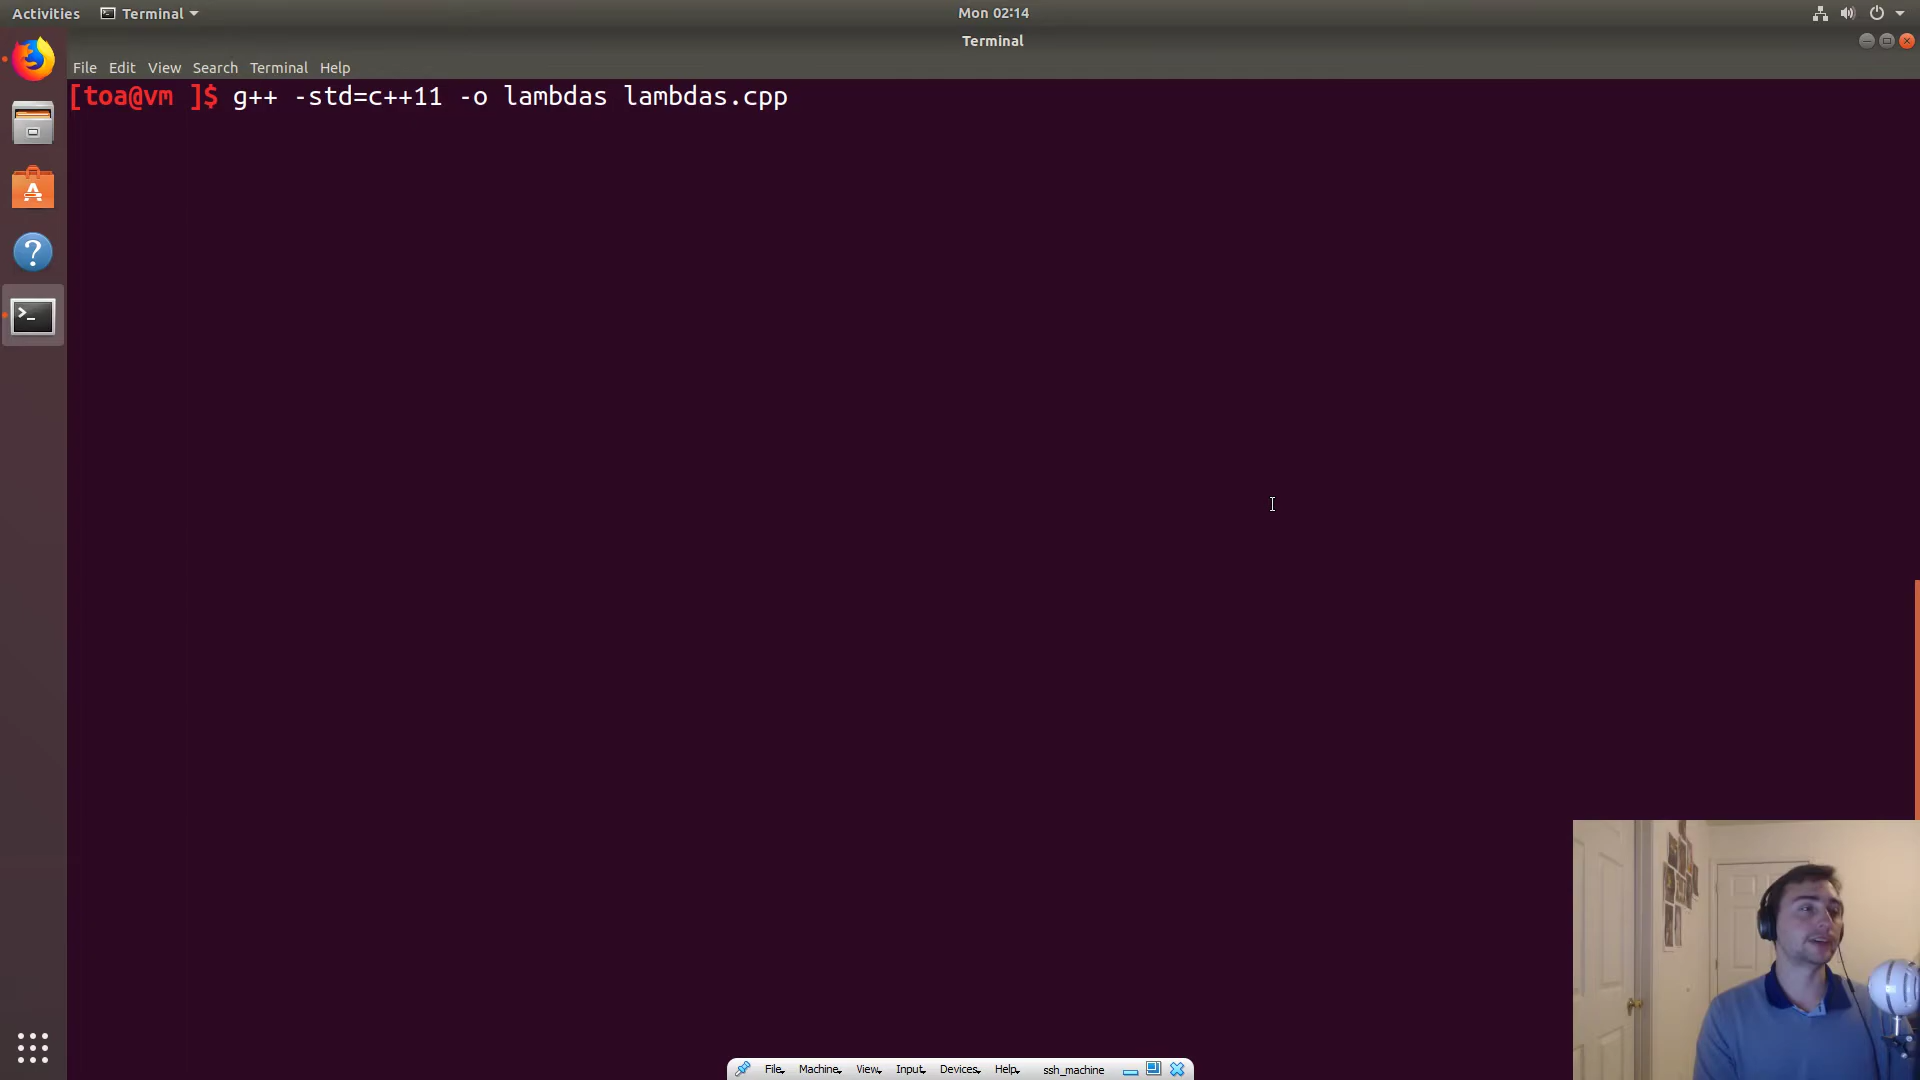 Activities Terminal Mon 02:14
Terminal
File Edit View Search Terminal Help
[toa@vm ]$ g++ -std=c++11 -o lambdas lambdas.cpp
File Machine View Input Devices Help ssh_machine